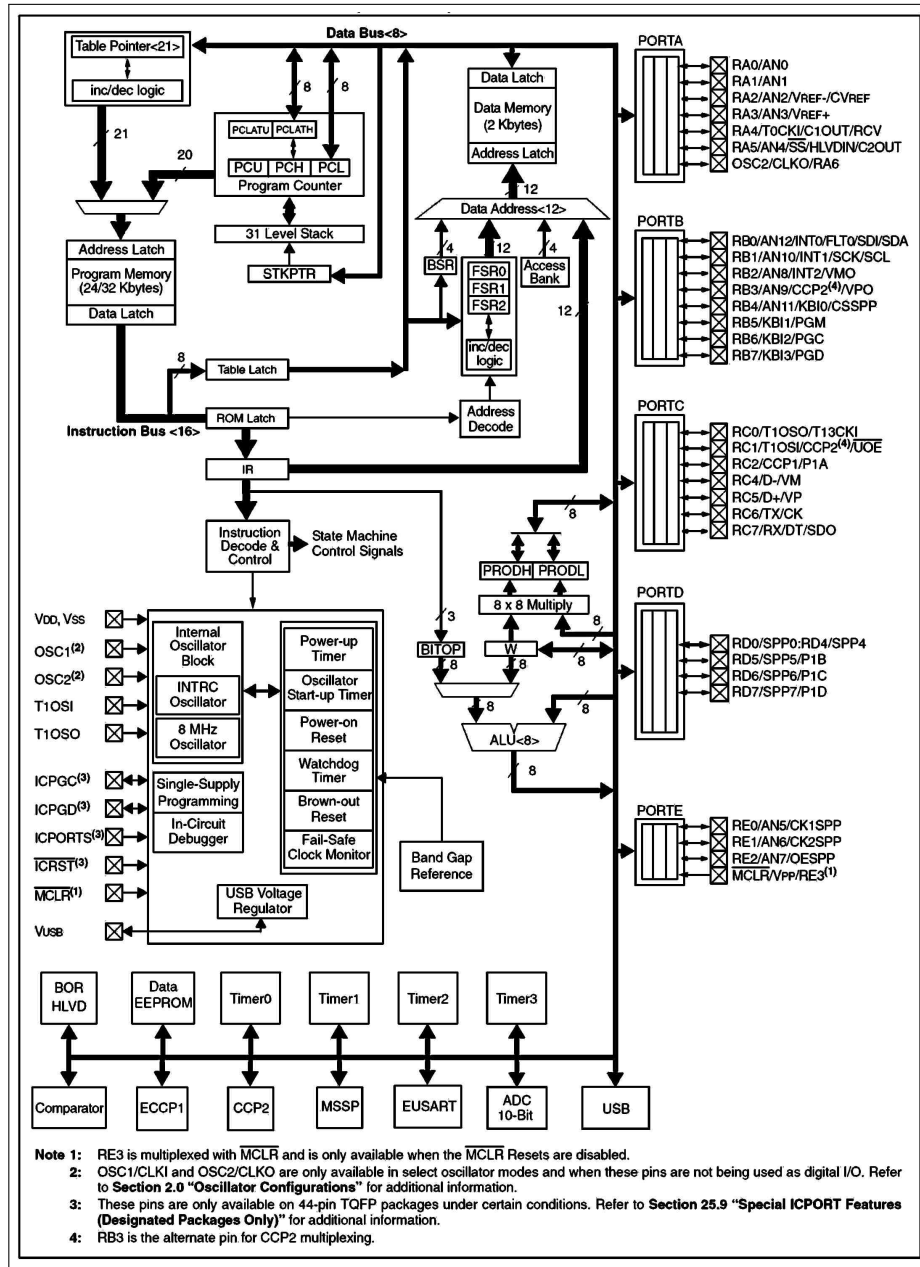 Data Bus<8>
Table Pointer<21>
inc/dec logic
21
20
8
8
PCLATU PCLATH
PCU PCH PCL
Program Counter
31 Level Stack
STKPTR
Address Latch
Program Memory
(24/32 Kbytes)
Data Latch
8
Table Latch
Instruction Bus <16>
ROM Latch
IR
Data Latch
Data Memory
(2 Kbytes)
Address Latch
12
Data Address<12>
4
12
4
BSR
FSR0
FSR1
FSR2
inc/dec
logic
Access
Bank
12
Address
Decode
Instruction
Decode &
Control
State Machine
Control Signals
8
PRODH PRODL
8 x 8 Multiply
3
8
BITOP
W
8
8
8
8
8
ALU<8>
8
VDD, VSS
OSC1(2)
OSC2(2)
T1OSI
T1OSO
ICPGC(3)
ICPGD(3)
ICPORTS(3)
ICRST(3)
MCLR(1)
VUSB
Internal
Oscillator
Block
INTRC
Oscillator
8 MHz
Oscillator
Single-Supply
Programming
In-Circuit
Debugger
Power-up
Timer
Oscillator
Start-up Timer
Power-on
Reset
Watchdog
Timer
Brown-out
Reset
Fail-Safe
Clock Monitor
Band Gap
Reference
USB Voltage
Regulator
PORTA
RA0/AN0
RA1/AN1
RA2/AN2/VREF-/CVREF
RA3/AN3/VREF+
RA4/T0CKI/C1OUT/RCV
RA5/AN4/SS/HLVDIN/C2OUT
OSC2/CLKO/RA6
PORTB
RB0/AN12/INT0/FLT0/SDI/SDA
RB1/AN10/INT1/SCK/SCL
RB2/AN8/INT2/VMO
RB3/AN9/CCP2(4)/VPO
RB4/AN11/KBI0/CSSPP
RB5/KBI1/PGM
RB6/KBI2/PGC
RB7/KBI3/PGD
PORTC
RC0/T1OSO/T13CKI
RC1/T1OSI/CCP2(4)/UOE
RC2/CCP1/P1A
RC4/D-/VM
RC5/D+/VP
RC6/TX/CK
RC7/RX/DT/SDO
PORTD
RD0/SPP0:RD4/SPP4
RD5/SPP5/P1B
RD6/SPP6/P1C
RD7/SPP7/P1D
PORTE
RE0/AN5/CK1SPP
RE1/AN6/CK2SPP
RE2/AN7/OESPP
MCLR/VPP/RE3(1)
BOR
HLVD
Data
EEPROM
Timer0
Timer1
Timer2
Timer3
Comparator
ECCP1
CCP2
MSSP
EUSART
ADC
10-Bit
USB
Note 1: RE3 is multiplexed with MCLR and is only available when the MCLR Resets are disabled.
2: OSC1/CLKI and OSC2/CLKO are only available in select oscillator modes and when these pins are not being used as digital I/O. Refer
to Section 2.0 “Oscillator Configurations” for additional information.
3: These pins are only available on 44-pin TQFP packages under certain conditions. Refer to Section 25.9 “Special ICPORT Features
(Designated Packages Only)” for additional information.
4: RB3 is the alternate pin for CCP2 multiplexing.